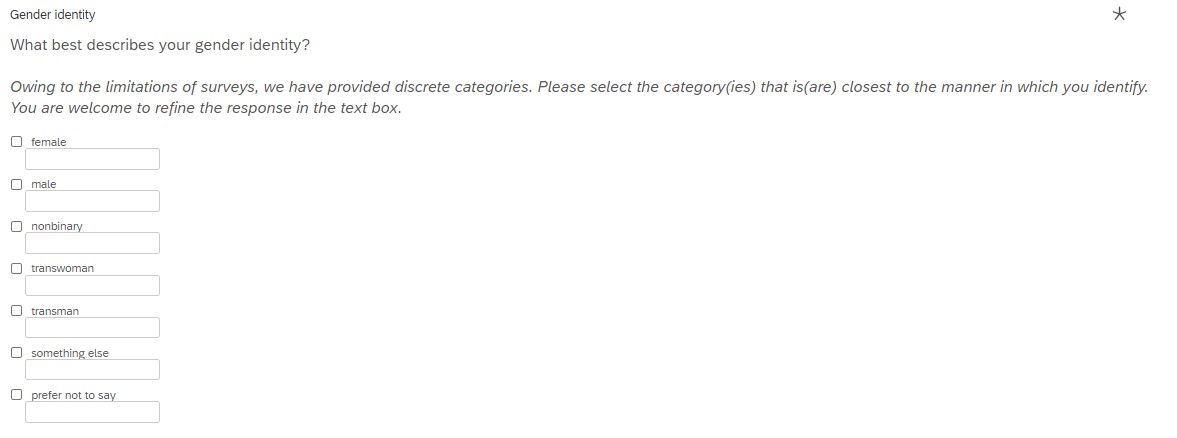 Gender identity
What best describes your gender identity?
Owing to the limitations of surveys, we have provided discrete categories. Please select the category(ies) that is(are) closest to the manner in which you identify.
You are welcome to refine the response in the text box.
female
male
nonbinary
transwoman
transman
something else
prefer not to say